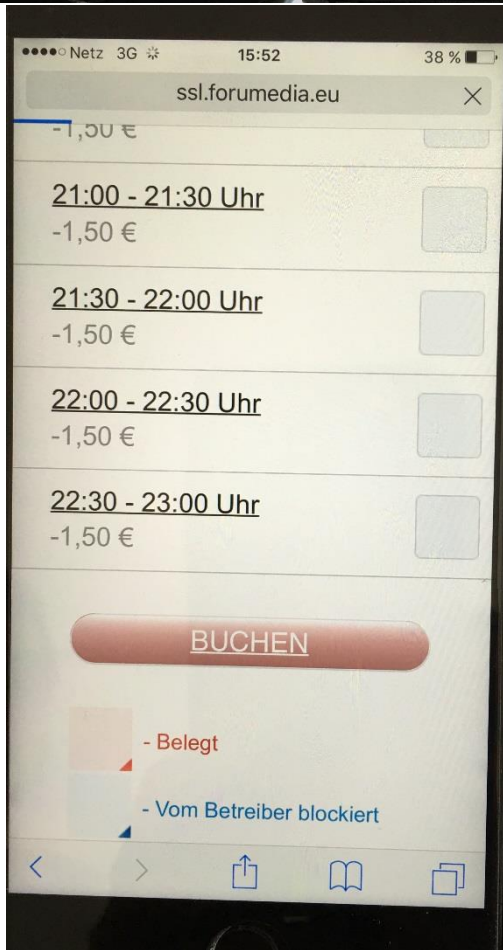 Netz 3G 15:52 38 %
ssl.forumedia.eu
-1,50 €
21:00 - 21:30 Uhr
-1,50 €
21:30 - 22:00 Uhr
-1,50 €
22:00 - 22:30 Uhr
-1,50 €
22:30 - 23:00 Uhr
-1,50 €
BUCHEN
- Belegt
- Vom Betreiber blockiert